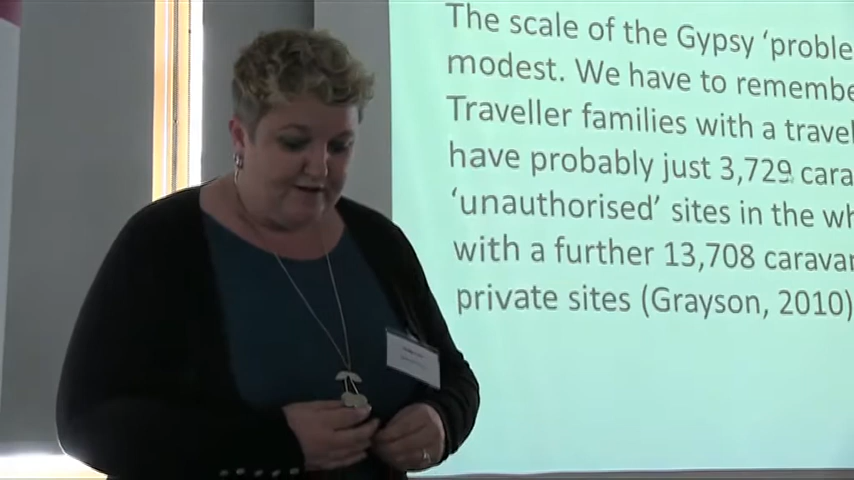 The scale of the Gypsy ‘proble
modest. We have to remembe
Traveller families with a travel
have probably just 3,729 cara
‘unauthorised’ sites in the wh
with a further 13,708 caravan
private sites (Grayson, 2010)